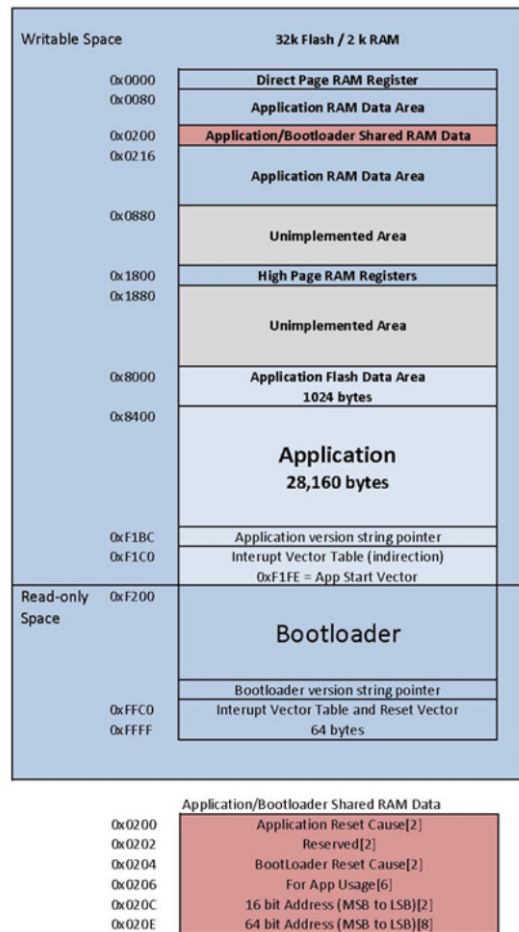 Writable Space 32k Flash / 2 k RAM
0x0000 Direct Page RAM Register
0x0080 Application RAM Data Area
0x0200 Application/Bootloader Shared RAM Data
0x0216 Application RAM Data Area
0x0880 Unimplemented Area
0x1800 High Page RAM Registers
0x1880 Unimplemented Area
0x8000 Application Flash Data Area
1024 bytes
0x8400 Application
28,160 bytes
0xF1BC Application version string pointer
0xF1C0 Interupt Vector Table (indirection)
0xF1FE = App Start Vector
Read-only Space 0xF200 Bootloader
Bootloader version string pointer
0xFFC0 Interupt Vector Table and Reset Vector
0xFFFF 64 bytes
Application/Bootloader Shared RAM Data
0x0200 Application Reset Cause[2]
0x0202 Reserved[2]
0x0204 BootLoader Reset Cause[2]
0x0206 For App Usage[6]
0x020C 16 bit Address (MSB to LSB)[2]
0x020E 64 bit Address (MSB to LSB)[8]